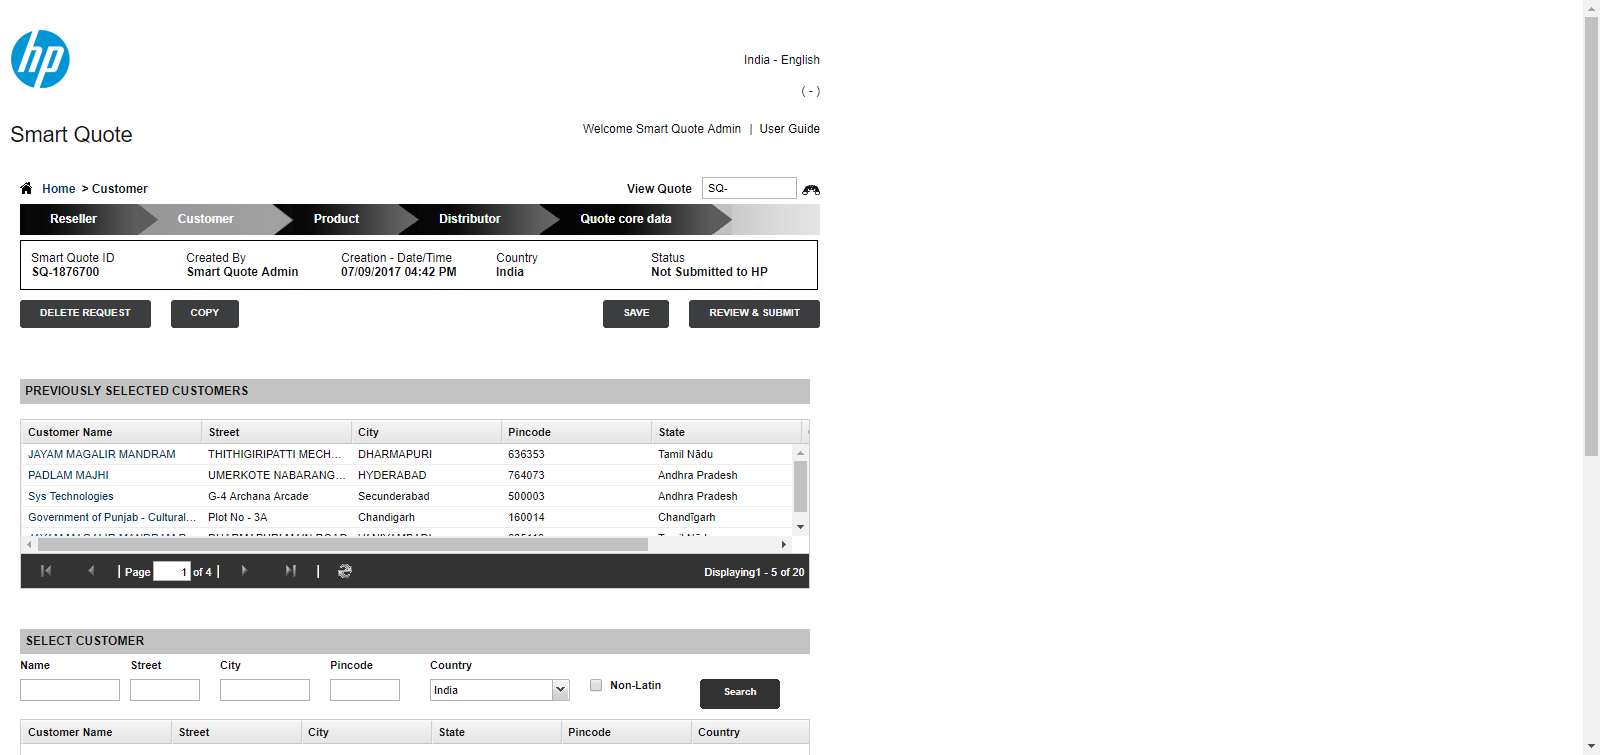 hp
India - English
( - )
Smart Quote
Welcome Smart Quote Admin | User Guide
Home > Customer
View Quote SQ-
Reseller Customer Product Distributor Quote core data
Smart Quote ID Created By Creation - Date/Time Country Status
SQ-1876700 Smart Quote Admin 07/09/2017 04:42 PM India Not Submitted to HP
DELETE REQUEST COPY SAVE REVIEW & SUBMIT
PREVIOUSLY SELECTED CUSTOMERS
Customer Name Street City Pincode State
JAYAM MAGALIR MANDRAM THITHIGIRIPATTI MECH... DHARMAPURI 636353 Tamil Nādu
PADLAM MAJHI UMERKOTE NABARANG... HYDERABAD 764073 Andhra Pradesh
Sys Technologies G-4 Archana Arcade Secunderabad 500003 Andhra Pradesh
Government of Punjab - Cultural... Plot No - 3A Chandigarh 160014 Chandīgarh
| Page 1 of 4 | | Displaying1 - 5 of 20
SELECT CUSTOMER
Name Street City Pincode Country
India Non-Latin Search
Customer Name Street City State Pincode Country